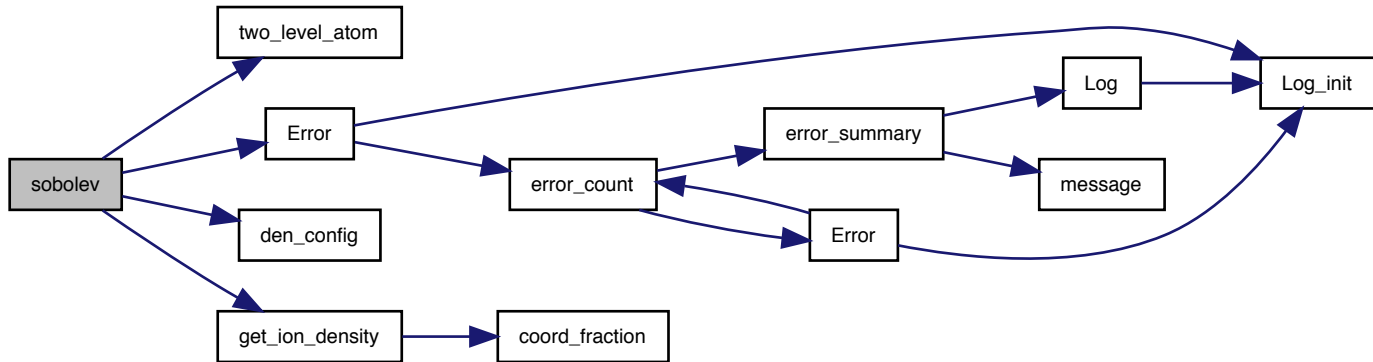 two_level_atom
Log
Log_init
Error
error_summary
sobolev
error_count
message
den_config
Error
get_ion_density
coord_fraction